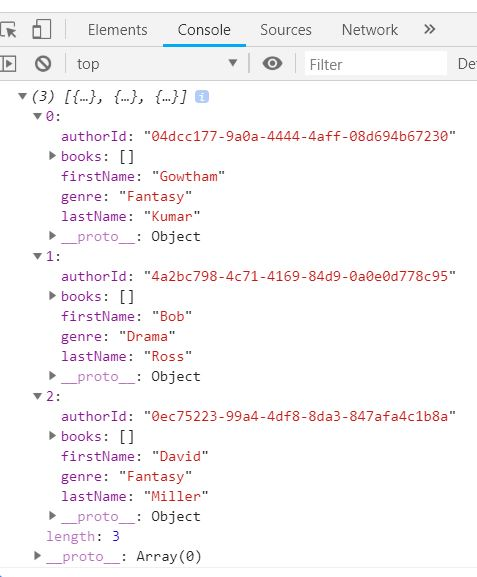 Elements Console Sources Network »
top Filter De
(3) [{…}, {…}, {…}] i
0:
authorId: "04dcc177-9a0a-4444-4aff-08d694b67230"
books: []
firstName: "Gowtham"
genre: "Fantasy"
lastName: "Kumar"
__proto__: Object
1:
authorId: "4a2bc798-4c71-4169-84d9-0a0e0d778c95"
books: []
firstName: "Bob"
genre: "Drama"
lastName: "Ross"
__proto__: Object
2:
authorId: "0ec75223-99a4-4df8-8da3-847afa4c1b8a"
books: []
firstName: "David"
genre: "Fantasy"
lastName: "Miller"
__proto__: Object
length: 3
__proto__: Array(0)